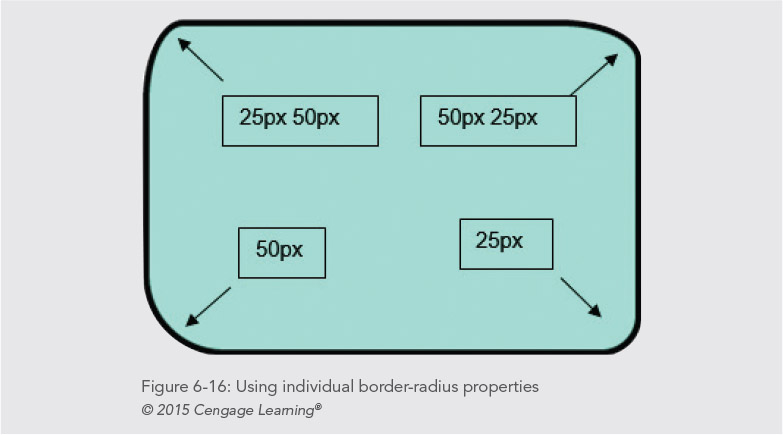 25px 50px
50px 25px
50px
25px
Figure 6-16: Using individual border-radius properties
© 2015 Cengage Learning®